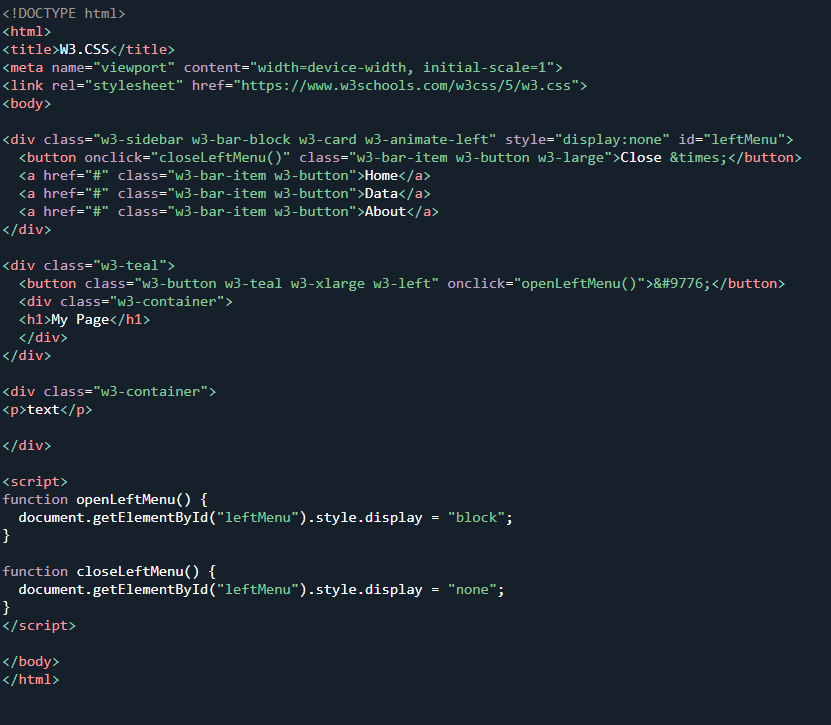 <!DOCTYPE html>
<html>
<title>W3.CSS</title>
<meta name="viewport" content="width=device-width, initial-scale=1">
<link rel="stylesheet" href="https://www.w3schools.com/w3css/5/w3.css">
<body>

<div class="w3-sidebar w3-bar-block w3-card w3-animate-left" style="display:none" id="leftMenu">
  <button onclick="closeLeftMenu()" class="w3-bar-item w3-button w3-large">Close &times;</button>
  <a href="#" class="w3-bar-item w3-button">Home</a>
  <a href="#" class="w3-bar-item w3-button">Data</a>
  <a href="#" class="w3-bar-item w3-button">About</a>
</div>

<div class="w3-teal">
  <button class="w3-button w3-teal w3-xlarge w3-left" onclick="openLeftMenu()">&#9776;</button>
  <div class="w3-container">
  <h1>My Page</h1>
  </div>
</div>

<div class="w3-container">
<p>text</p>

</div>

<script>
function openLeftMenu() {
  document.getElementById("leftMenu").style.display = "block";
}

function closeLeftMenu() {
  document.getElementById("leftMenu").style.display = "none";
}
</script>

</body>
</html>